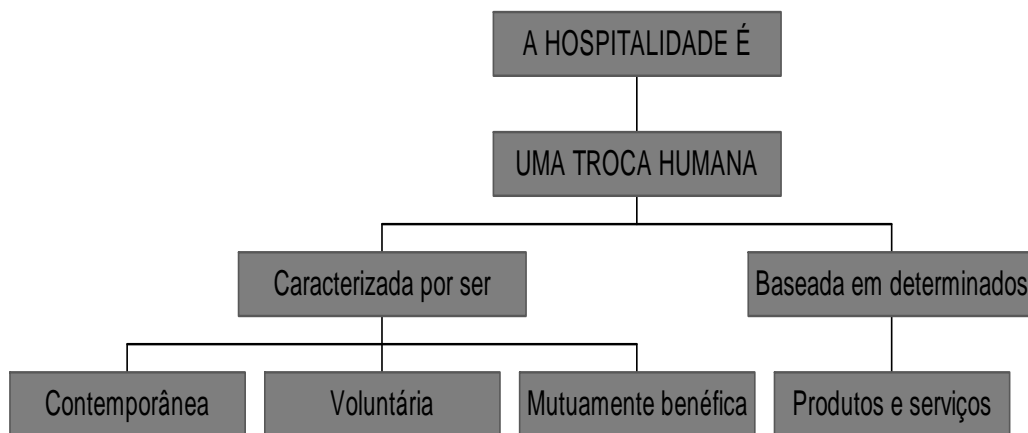 A HOSPITALIDADE É
UMA TROCA HUMANA
Caracterizada por ser
Baseada em determinados
Contemporânea
Voluntária
Mutuamente benéfica
Produtos e serviços